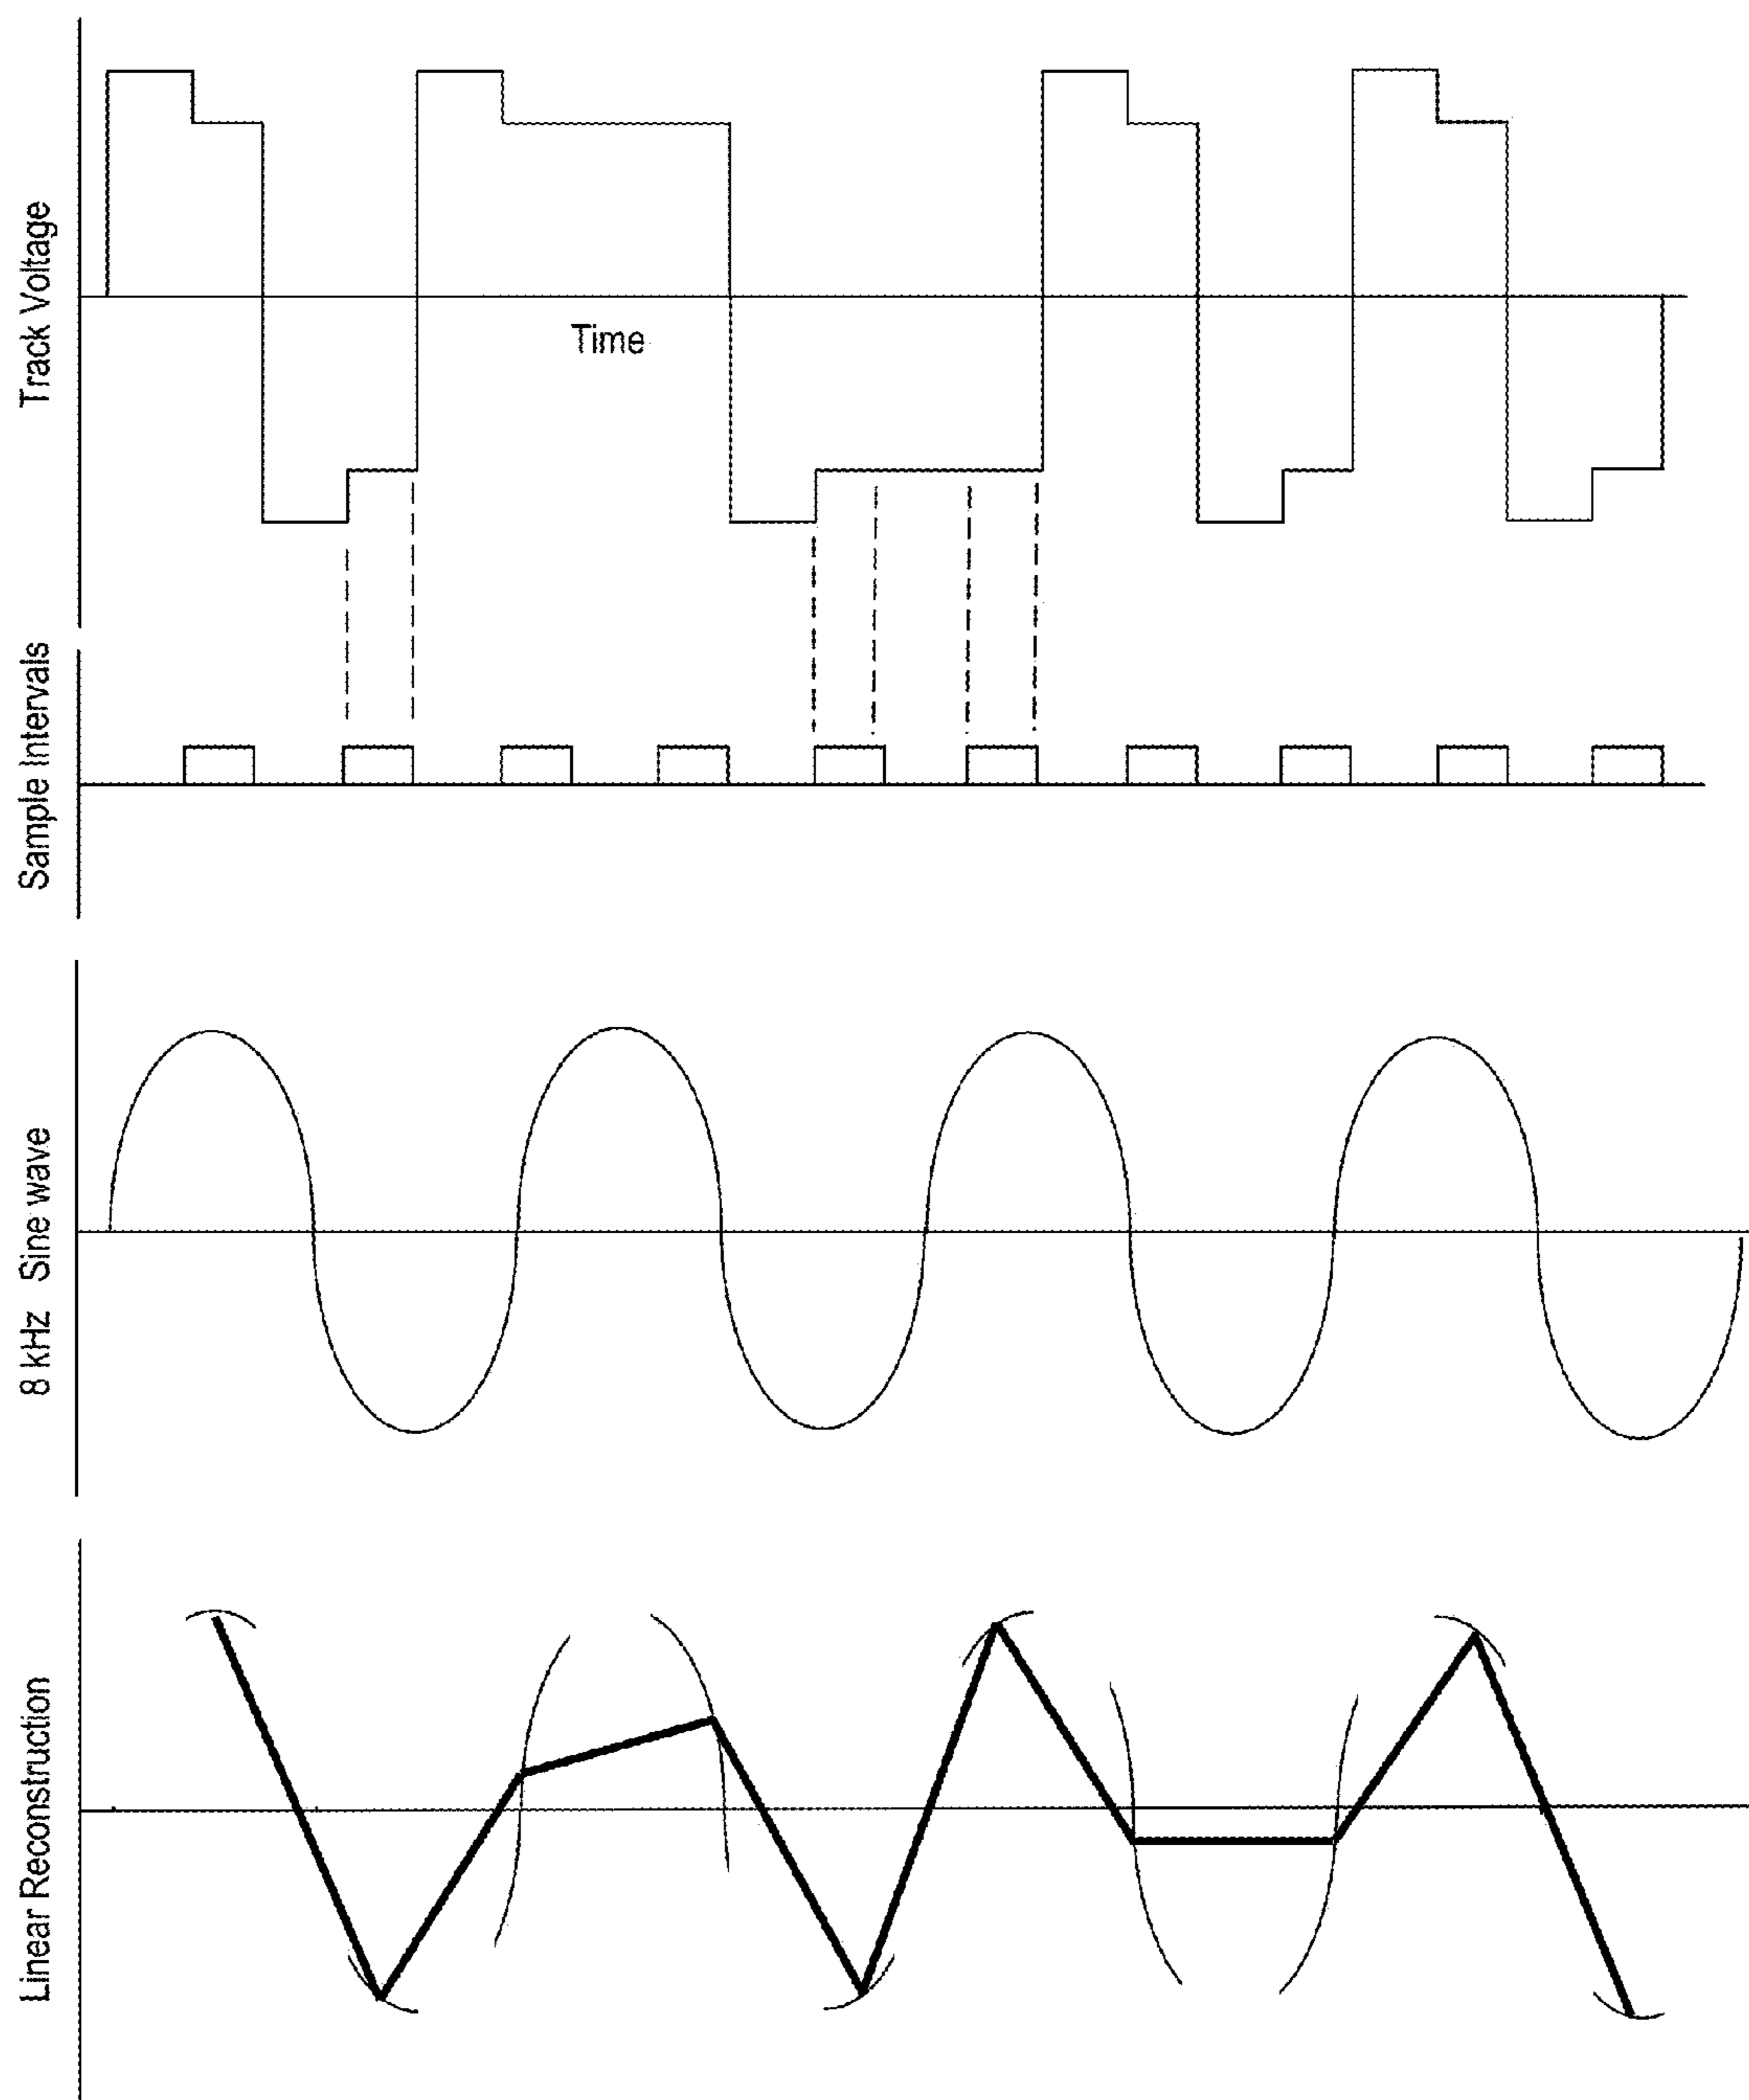 Track Voltage
Time
Sample Intervals
8 kHz Sine wave
Linear Reconstruction